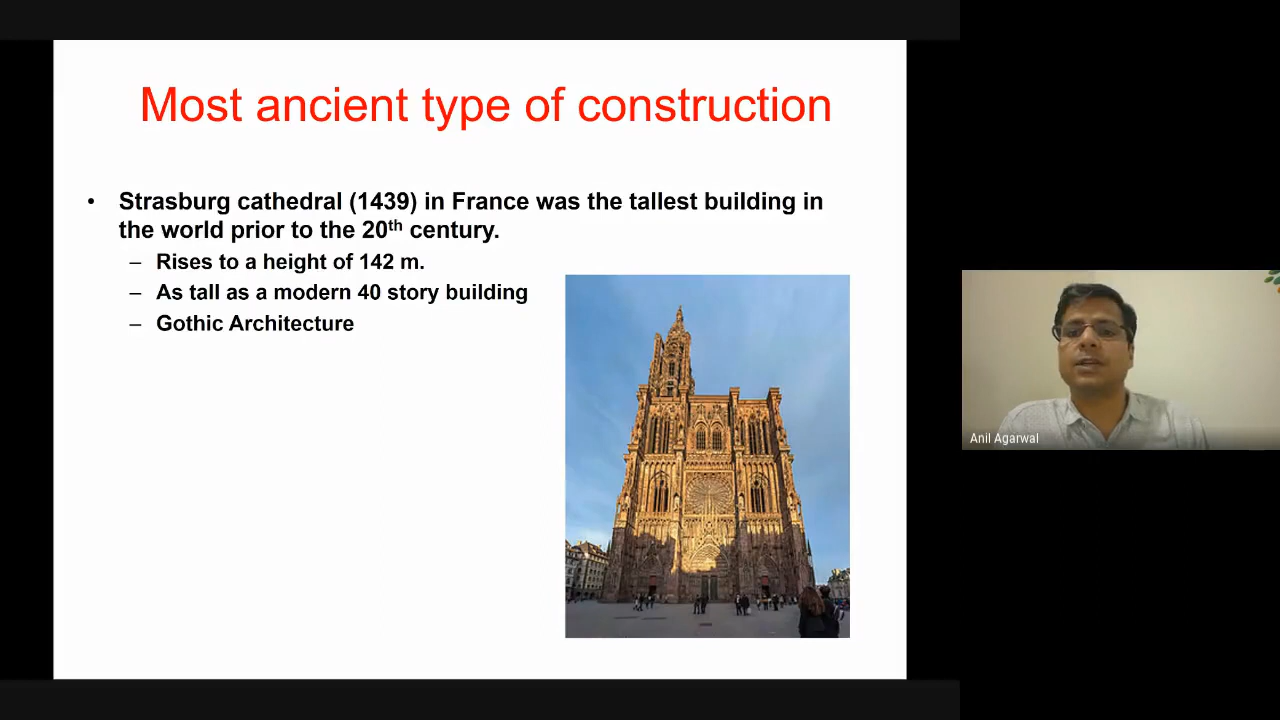 Most ancient type of construction
• Strasburg cathedral (1439) in France was the tallest building in
the world prior to the 20th century.
– Rises to a height of 142 m.
– As tall as a modern 40 story building
– Gothic Architecture
Anil Agarwal